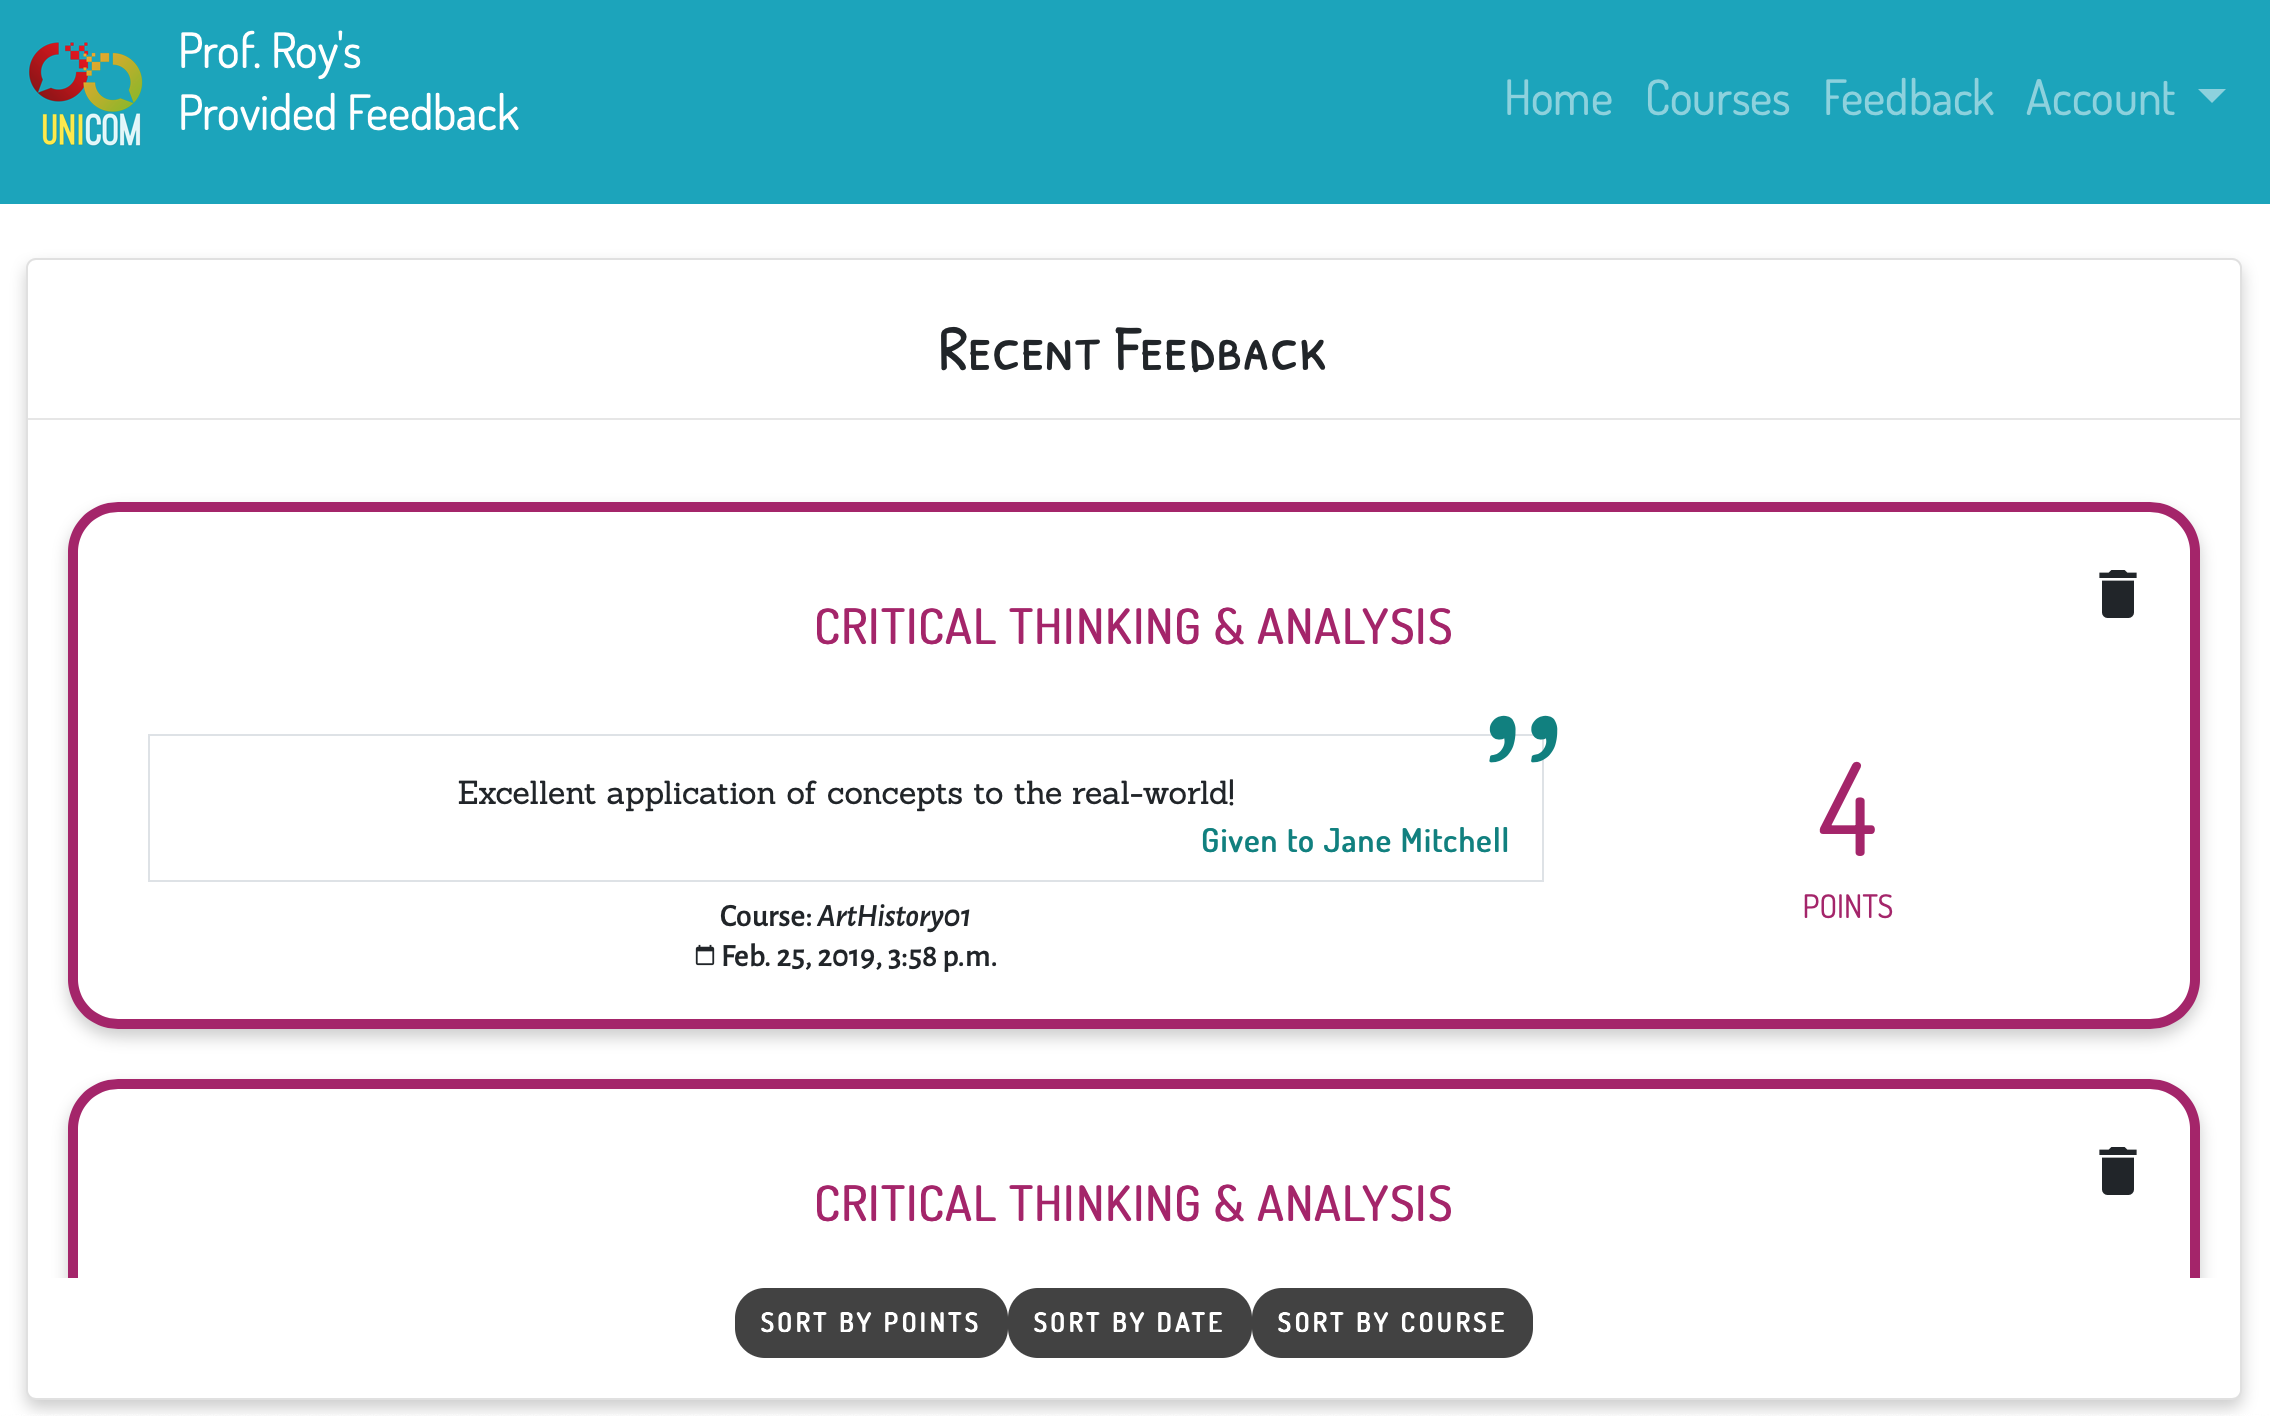 Prof. Roy's
Provided Feedback
UNICOM
Home Courses Feedback Account
Recent Feedback
CRITICAL THINKING & ANALYSIS
Excellent application of concepts to the real-world!
Given to Jane Mitchell
4
POINTS
Course: ArtHistory01
Feb. 25, 2019, 3:58 p.m.
CRITICAL THINKING & ANALYSIS
SORT BY POINTS SORT BY DATE SORT BY COURSE